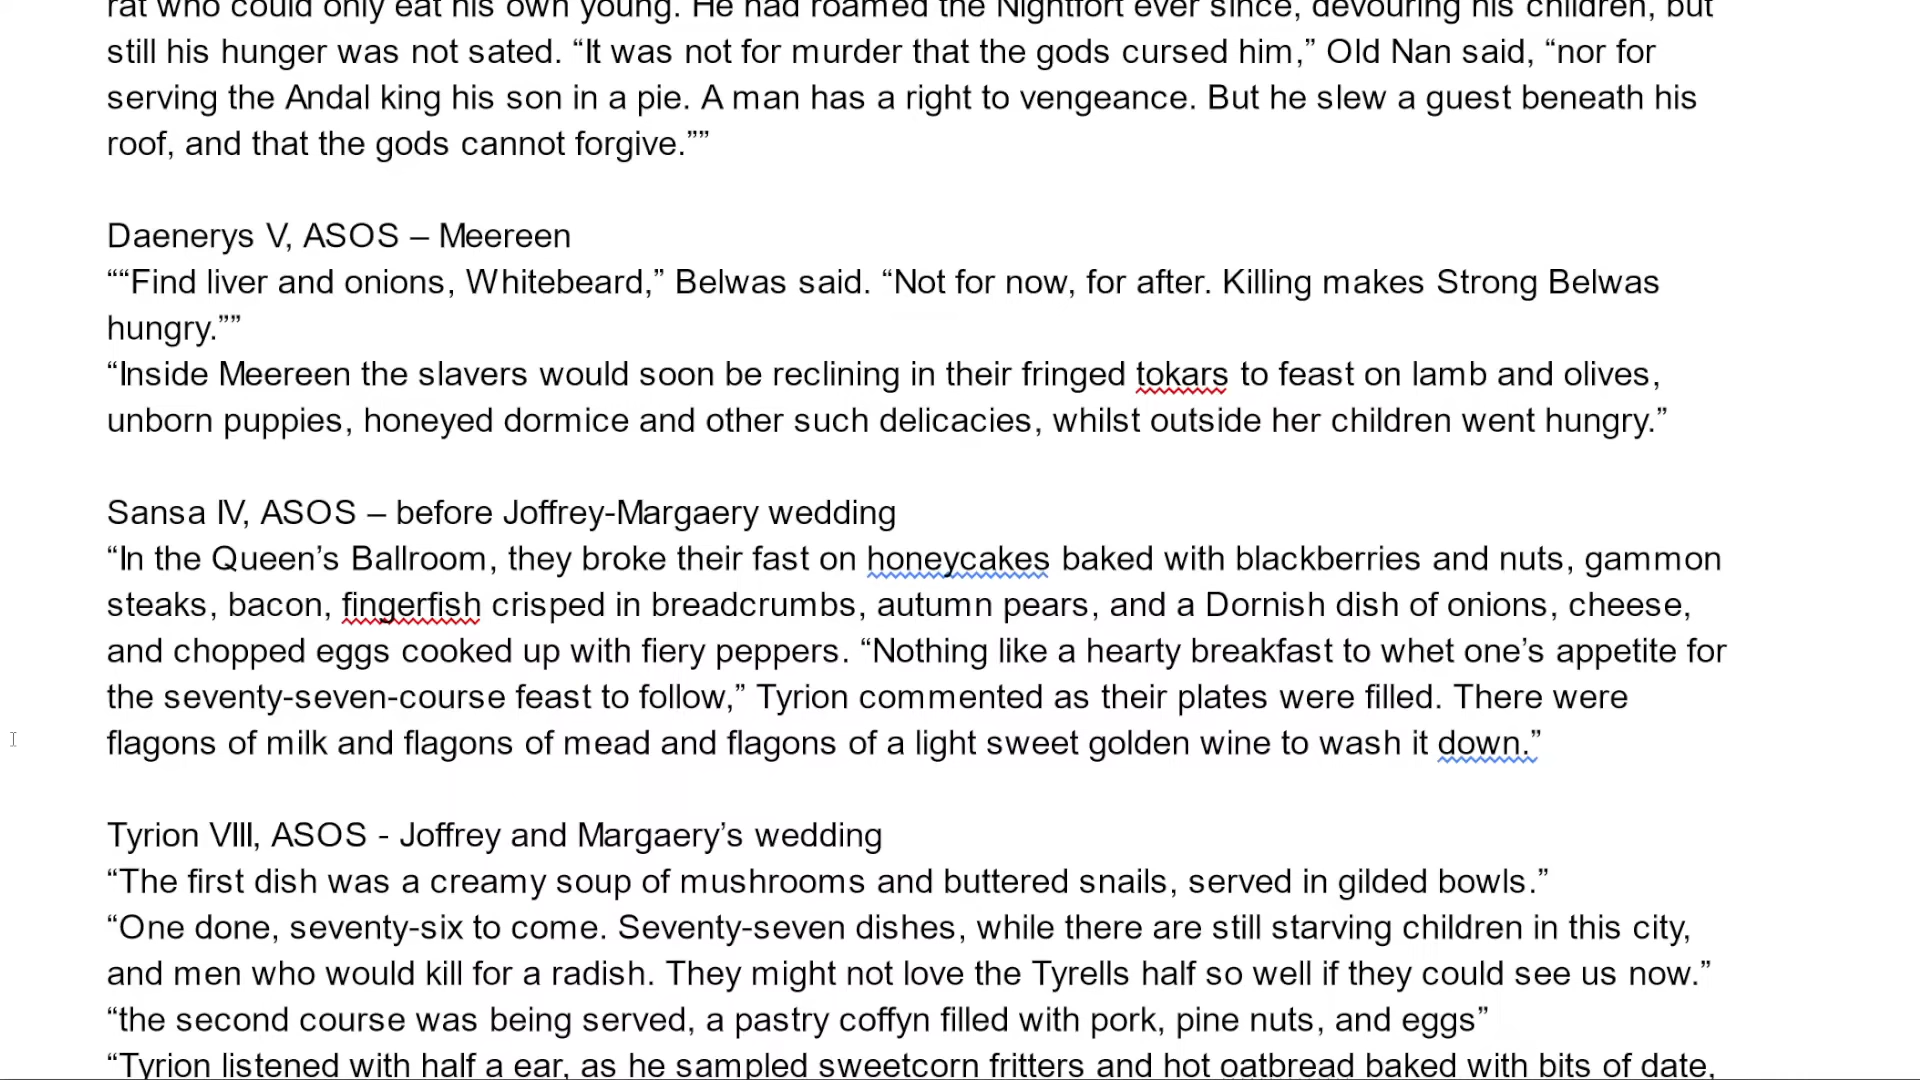 rat who could only eat his own young. He had roamed the Nightfort ever since, devouring his children, but
still his hunger was not sated. “It was not for murder that the gods cursed him,” Old Nan said, “nor for
serving the Andal king his son in a pie. A man has a right to vengeance. But he slew a guest beneath his
roof, and that the gods cannot forgive.””
Daenerys V, ASOS – Meereen
““Find liver and onions, Whitebeard,” Belwas said. “Not for now, for after. Killing makes Strong Belwas
hungry.””
“Inside Meereen the slavers would soon be reclining in their fringed tokars to feast on lamb and olives,
unborn puppies, honeyed dormice and other such delicacies, whilst outside her children went hungry.”
Sansa IV, ASOS – before Joffrey-Margaery wedding
“In the Queen’s Ballroom, they broke their fast on honeycakes baked with blackberries and nuts, gammon
steaks, bacon, fingerfish crisped in breadcrumbs, autumn pears, and a Dornish dish of onions, cheese,
and chopped eggs cooked up with fiery peppers. “Nothing like a hearty breakfast to whet one’s appetite for
the seventy-seven-course feast to follow,” Tyrion commented as their plates were filled. There were
flagons of milk and flagons of mead and flagons of a light sweet golden wine to wash it down.”
Tyrion VIII, ASOS - Joffrey and Margaery’s wedding
“The first dish was a creamy soup of mushrooms and buttered snails, served in gilded bowls.”
“One done, seventy-six to come. Seventy-seven dishes, while there are still starving children in this city,
and men who would kill for a radish. They might not love the Tyrells half so well if they could see us now.”
“the second course was being served, a pastry coffyn filled with pork, pine nuts, and eggs”
“Tyrion listened with half a ear, as he sampled sweetcorn fritters and hot oatbread baked with bits of date,